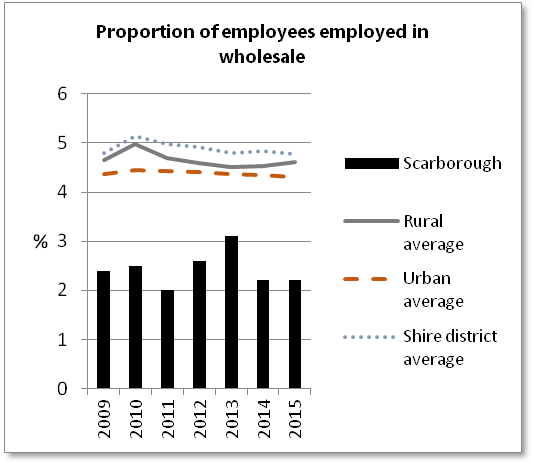 Proportion of employees employed in
wholesale
6
5
4
3
2
1
0
%
2009
2010
2011
2012
2013
2014
2015
Scarborough
Rural
average
Urban
average
Shire district
average